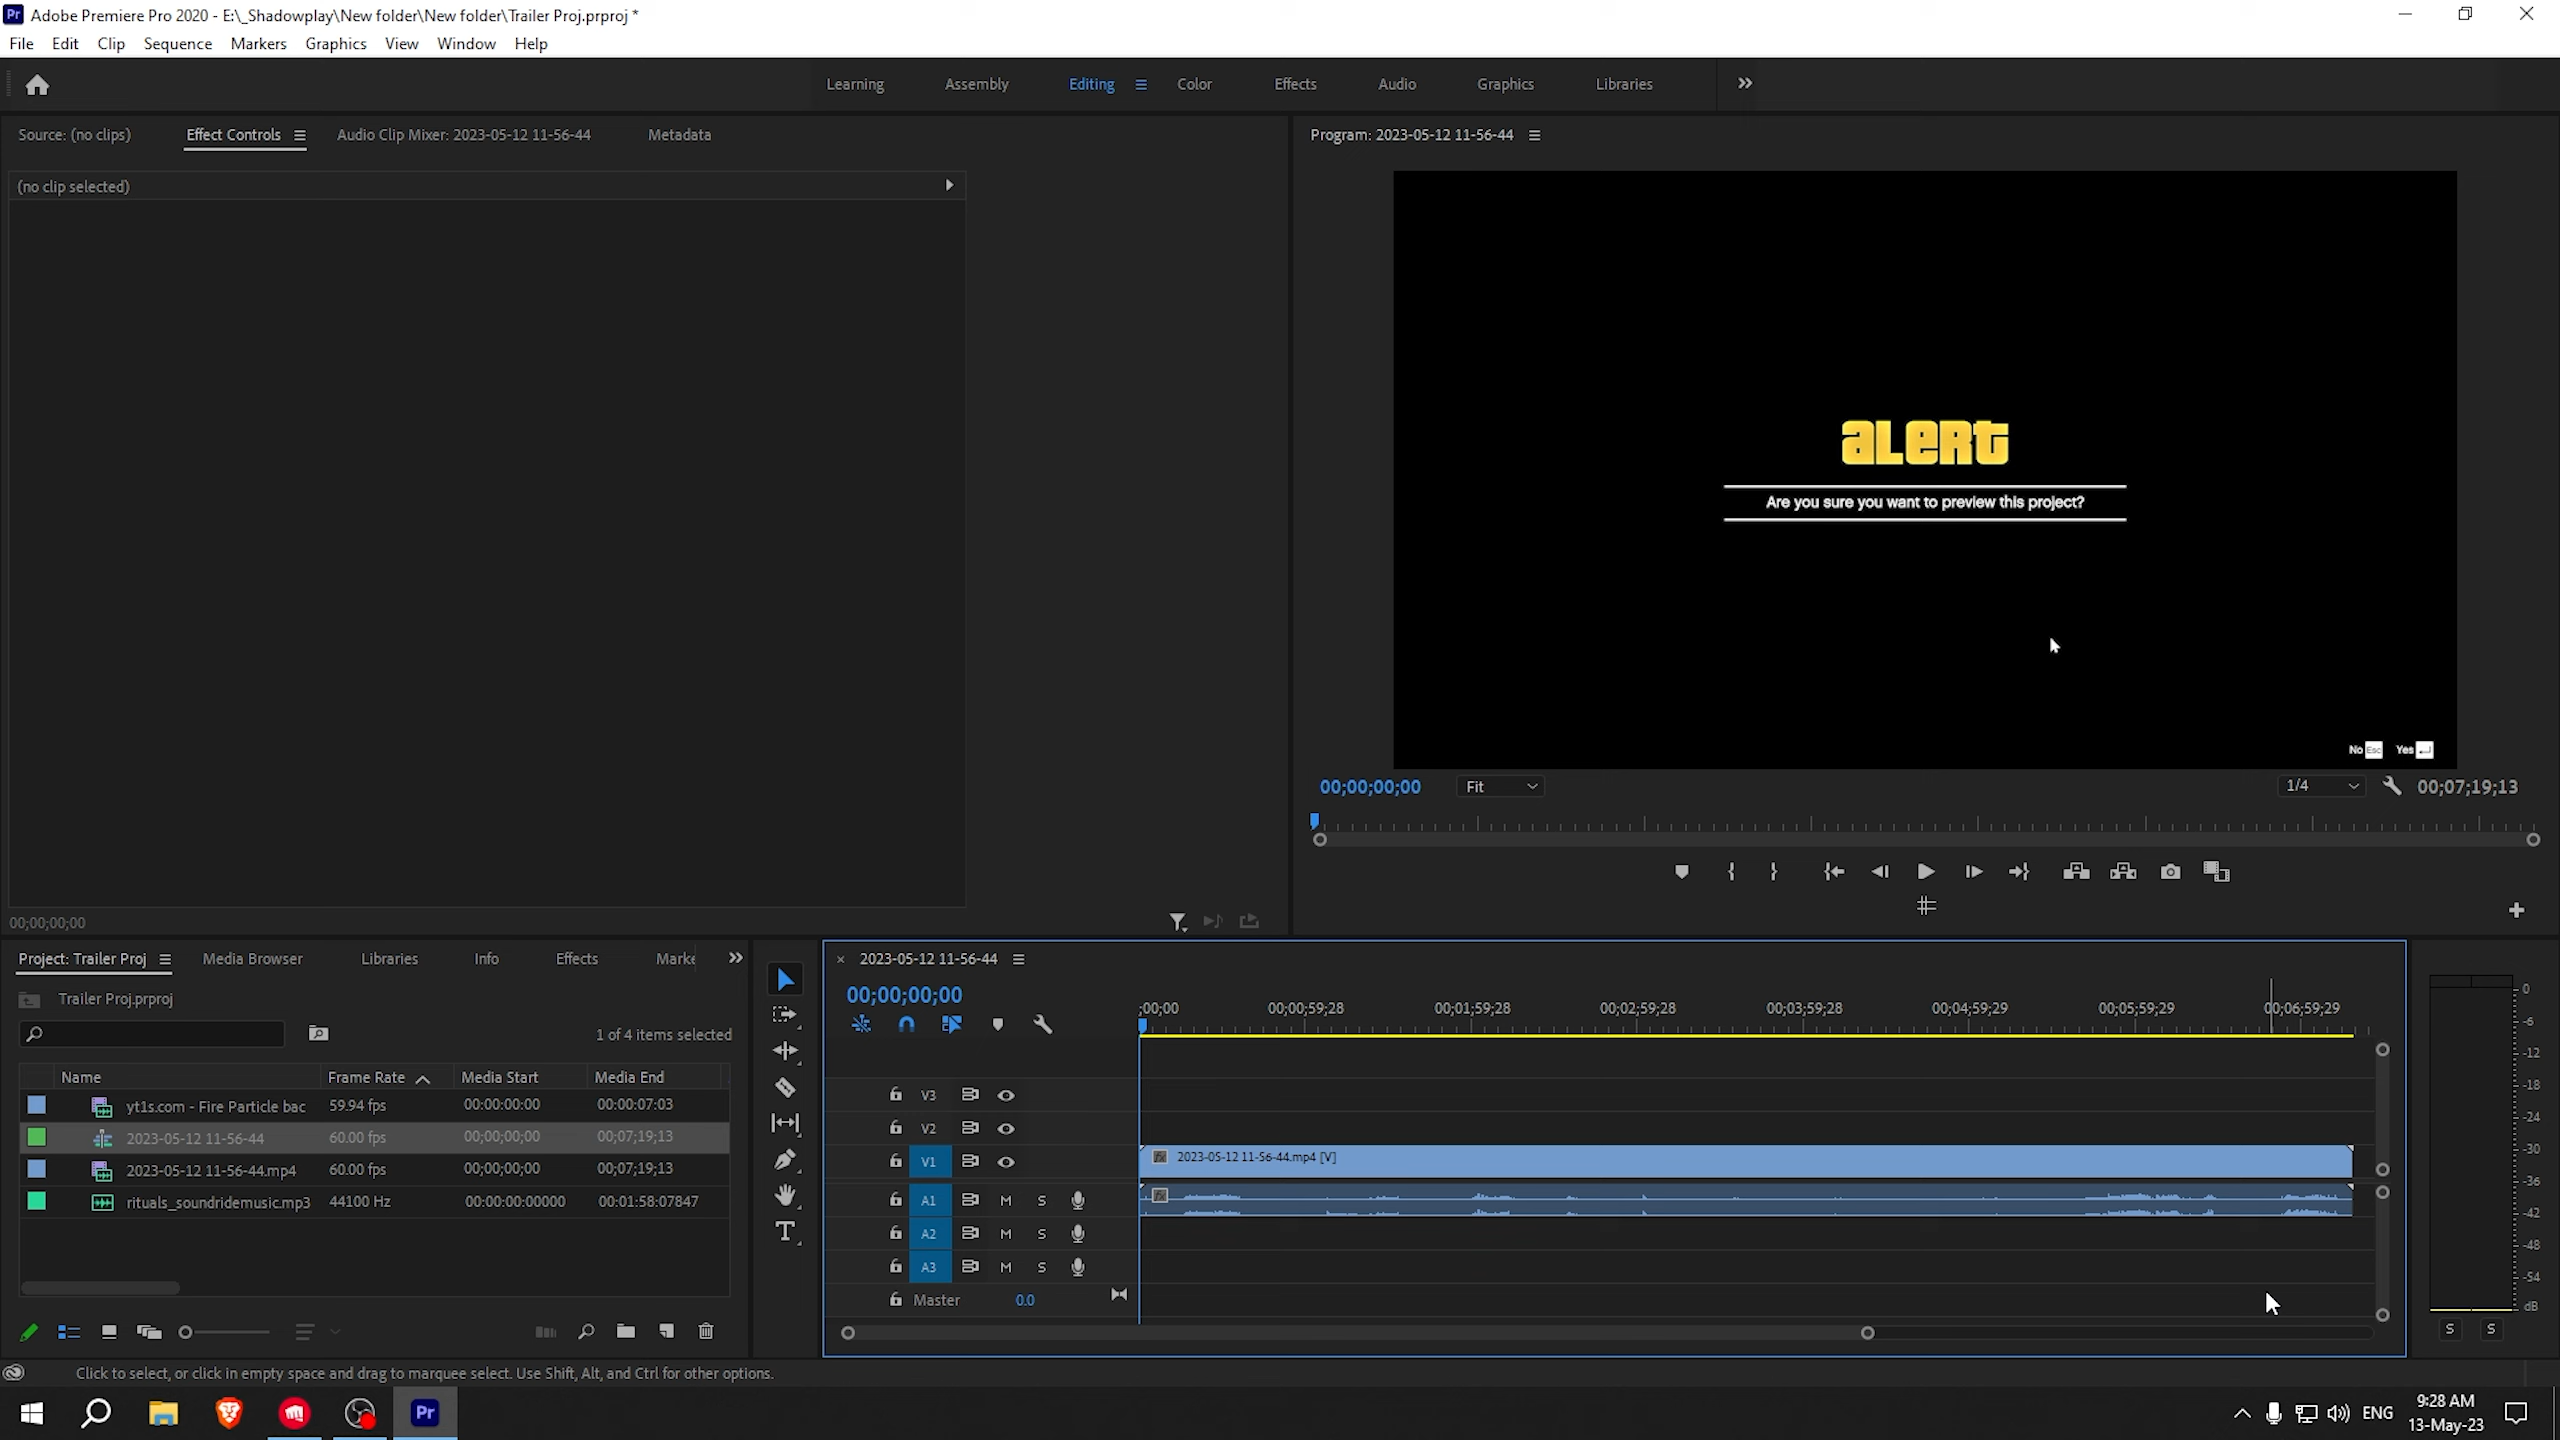 Pr Adobe Premiere Pro 2020 - E:\_Shadowplay\New folder\New folder\Trailer Proj.prproj *
File Edit Clip Sequence Markers Graphics View Window Help
Learning Assembly Editing Color Effects Audio Graphics Libraries
Source: (no clips) Effect Controls Audio Clip Mixer: 2023-05-12 11-56-44 Metadata
Program: 2023-05-12 11-56-44
(no clip selected)
ALERT
Are you sure you want to preview this project?
No Esc Yes
00;00;00;00 Fit 1/4 00;07;19;13
00;00;00;00
Project: Trailer Proj Media Browser Libraries Info Effects Marke
Trailer Proj.prproj
1 of 4 items selected
Name Frame Rate Media Start Media End
yt1s.com - Fire Particle bac 59.94 fps 00:00:00:00 00:00:07:03
2023-05-12 11-56-44 60.00 fps 00;00;00;00 00;07;19;13
2023-05-12 11-56-44.mp4 60.00 fps 00;00;00;00 00;07;19;13
rituals_soundridemusic.mp3 44100 Hz 00:00:00:00000 00:01:58:07847
T
× 2023-05-12 11-56-44
00;00;00;00
;00;00 00;00;59;28 00;01;59;28 00;02;59;28 00;03;59;28 00;04;59;29 00;05;59;29 00;06;59;29
V3
V2
V1 fx 2023-05-12 11-56-44.mp4 [V]
A1 M S fx
A2 M S
A3 M S
Master 0.0
0
-6
-12
-18
-24
-30
-36
-42
-48
-54
dB
S S
Click to select, or click in empty space and drag to marquee select. Use Shift, Alt, and Ctrl for other options.
Pr
ENG
9:28 AM
13-May-23